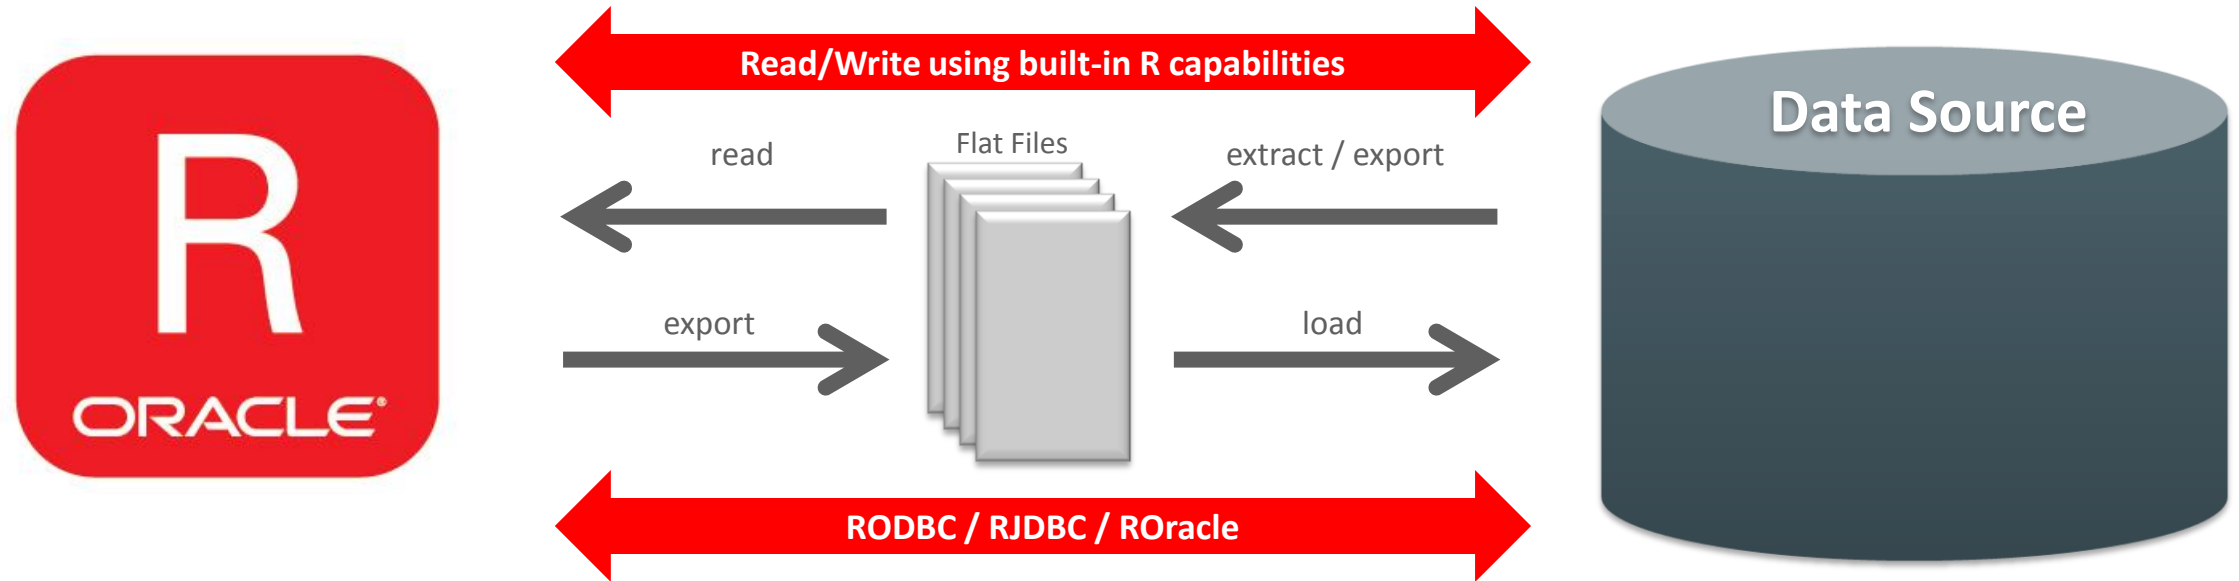 Read/Write using built-in R capabilities
Data Source
R
ORACLE®
read
Flat Files
extract / export
export
load
RODBC / RJDBC / ROracle